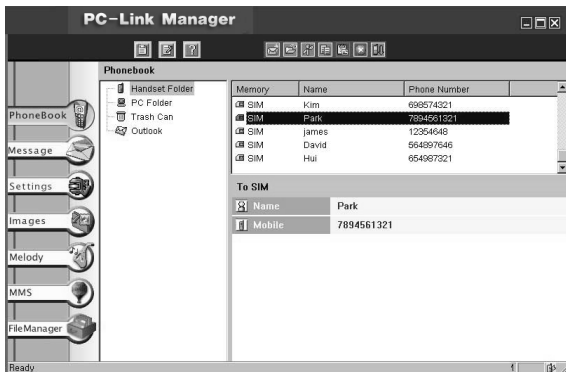 PC-Link Manager
Phonebook
Handset Folder
PC Folder
Trash Can
Outlook
Memory Name Phone Number
SIM Kim 698574321
SIM Park 7894561321
SIM james 12354648
SIM David 564897646
SIM Hui 654987321
To SIM
Name Park
Mobile 7894561321
PhoneBook
Message
Settings
Images
Melody
MMS
FileManager
Ready 1